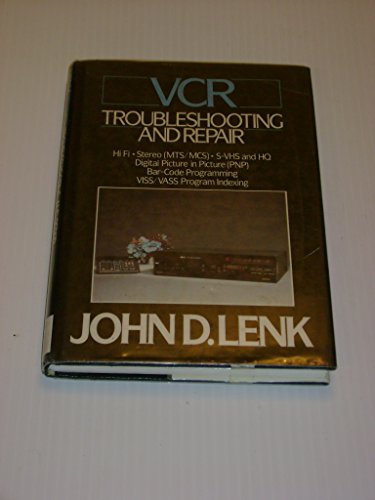 VCR
TROUBLESHOOTING
AND REPAIR
Hi Fi • Stereo (MTS/MCS) • S-VHS and HQ
Digital Picture in Picture (PNP)
Bar-Code Programming
VISS/VASS Program Indexing
JOHN D. LENK